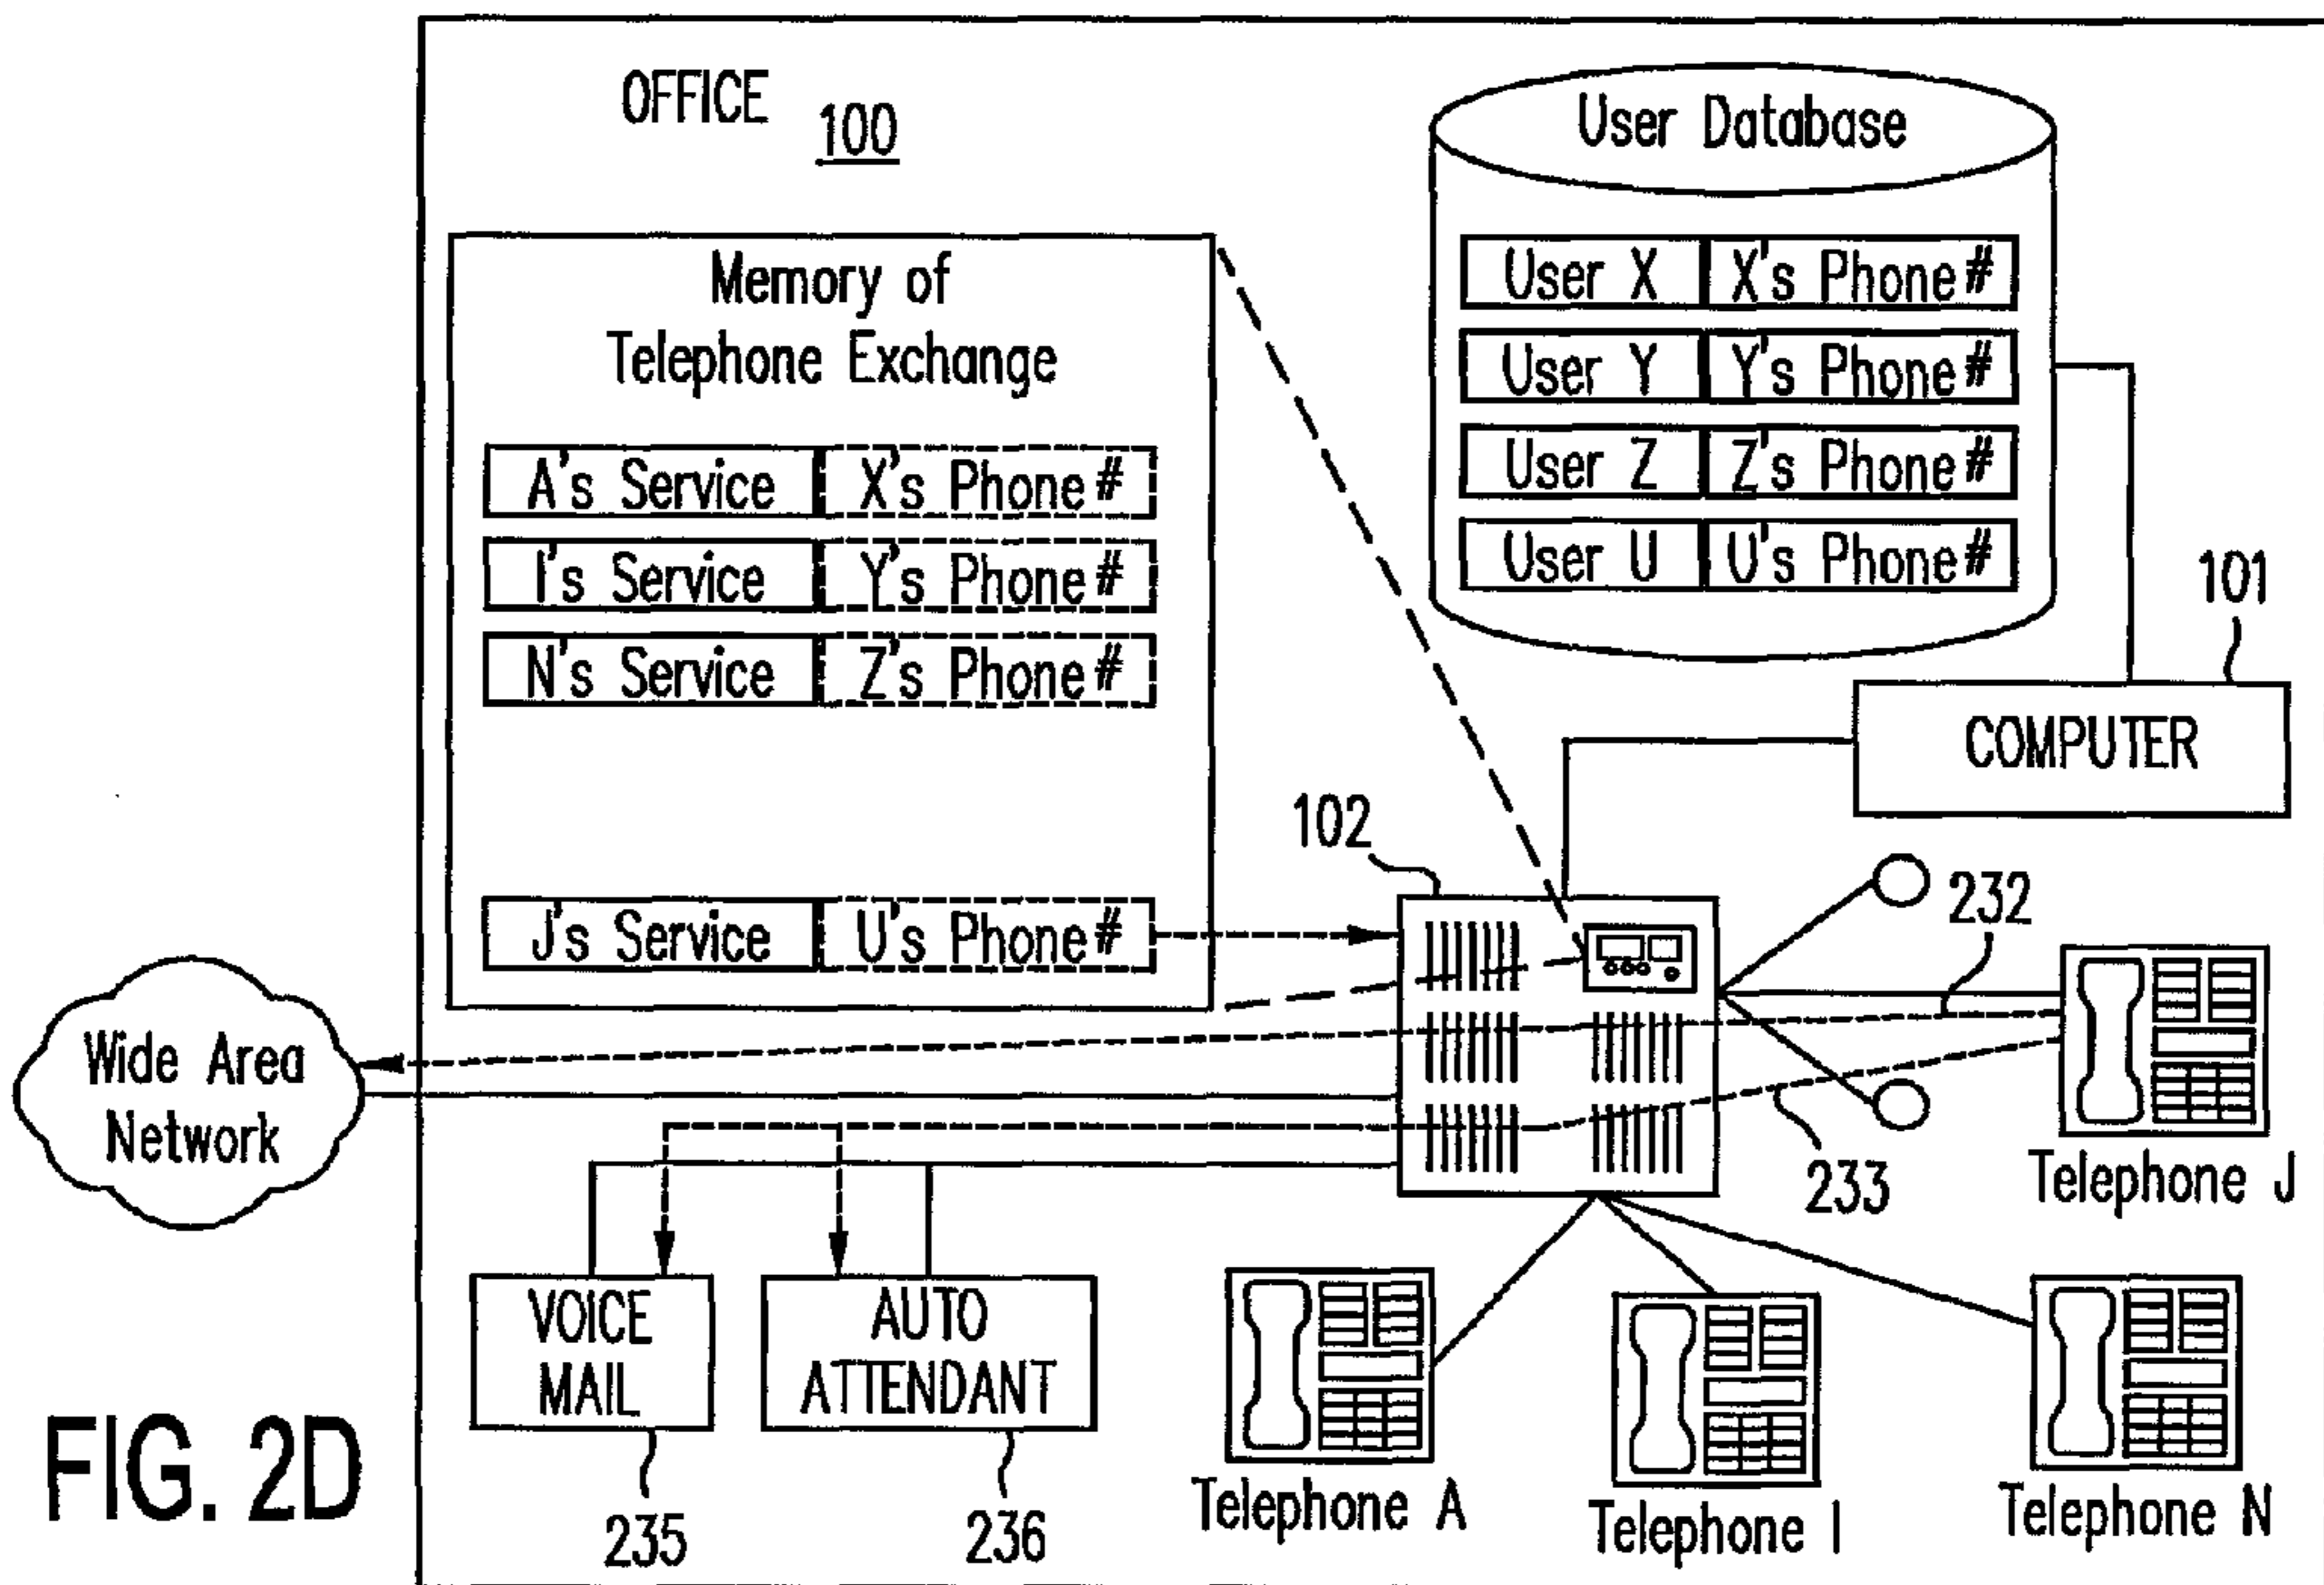 OFFICE 100
User Database
User X X's Phone #
User Y Y's Phone #
User Z Z's Phone #
User U U's Phone #
Memory of
Telephone Exchange
A's Service X's Phone #
I's Service Y's Phone #
N's Service Z's Phone #
J's Service U's Phone #
101
COMPUTER
102
232
Wide Area
Network
233
Telephone J
VOICE
MAIL
AUTO
ATTENDANT
235
236
Telephone A
Telephone I
Telephone N
FIG. 2D